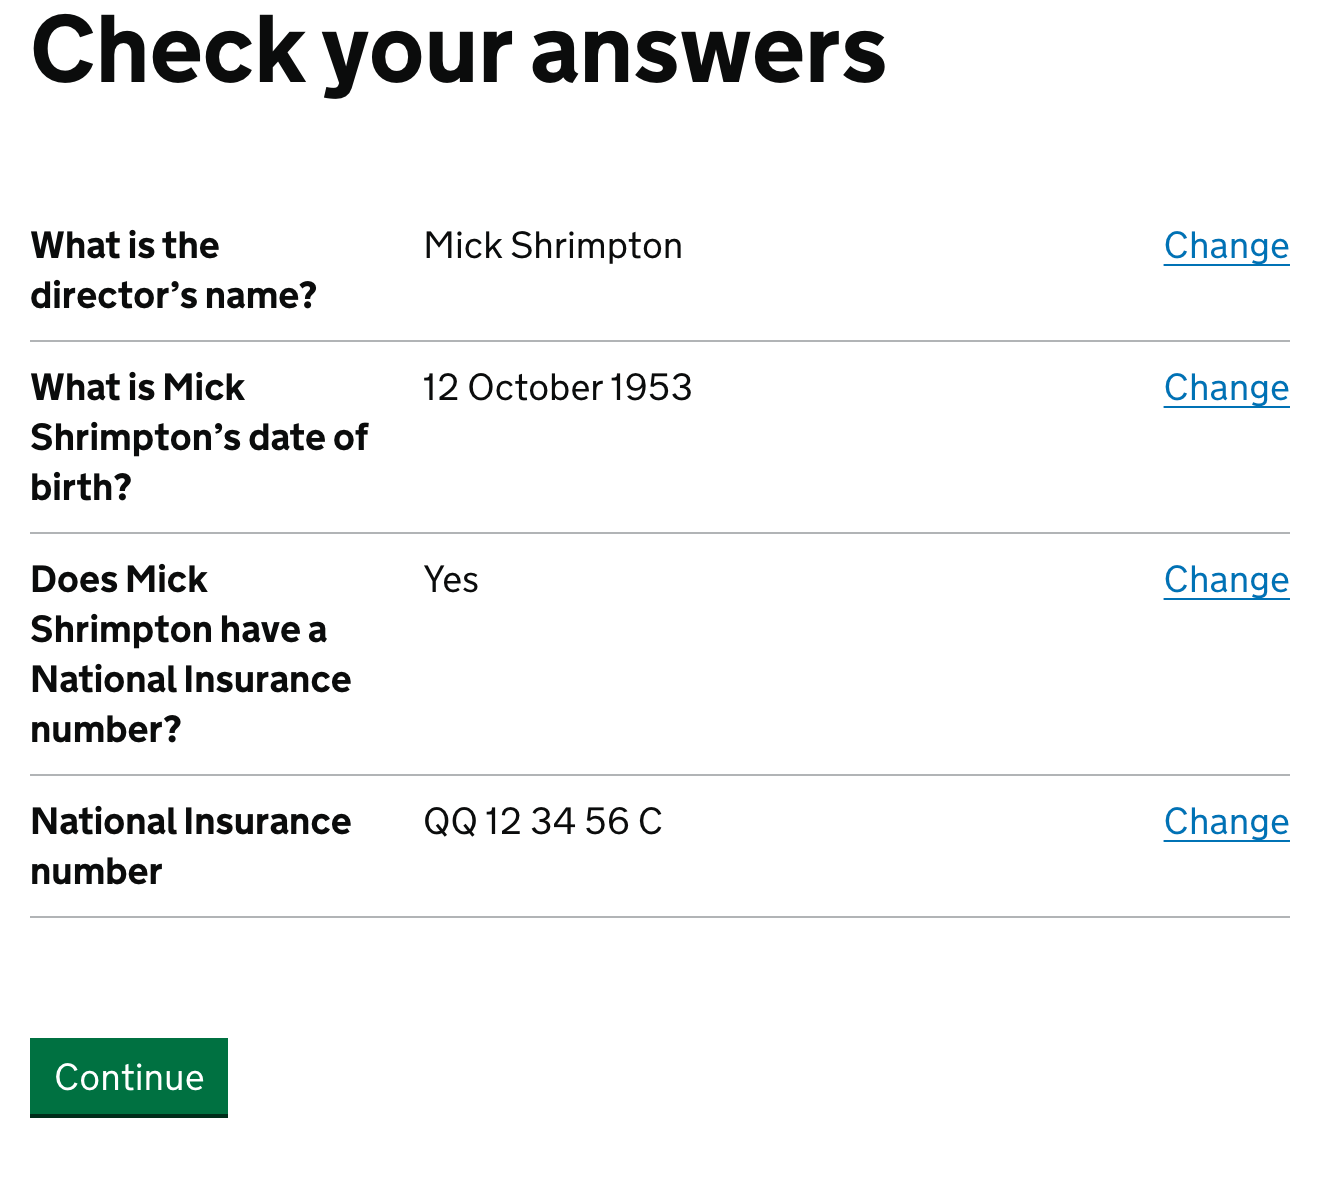 Check your answers
What is the
director’s name?
Mick Shrimpton
Change
What is Mick
Shrimpton’s date of
birth?
12 October 1953
Change
Does Mick
Shrimpton have a
National Insurance
number?
Yes
Change
National Insurance
number
QQ 12 34 56 C
Change
Continue